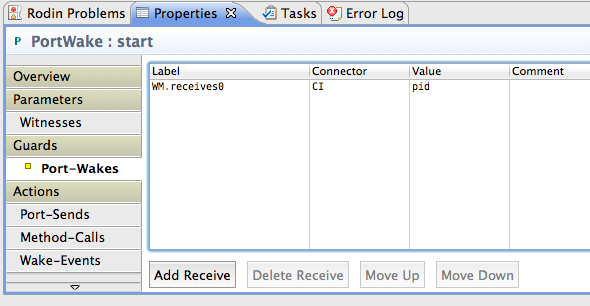 Rodin Problems Properties Tasks Error Log
P PortWake : start
Overview
Parameters
Witnesses
Guards
Port-Wakes
Actions
Port-Sends
Method-Calls
Wake-Events
Label Connector Value Comment
WM.receives0 CI pid
Add Receive Delete Receive Move Up Move Down